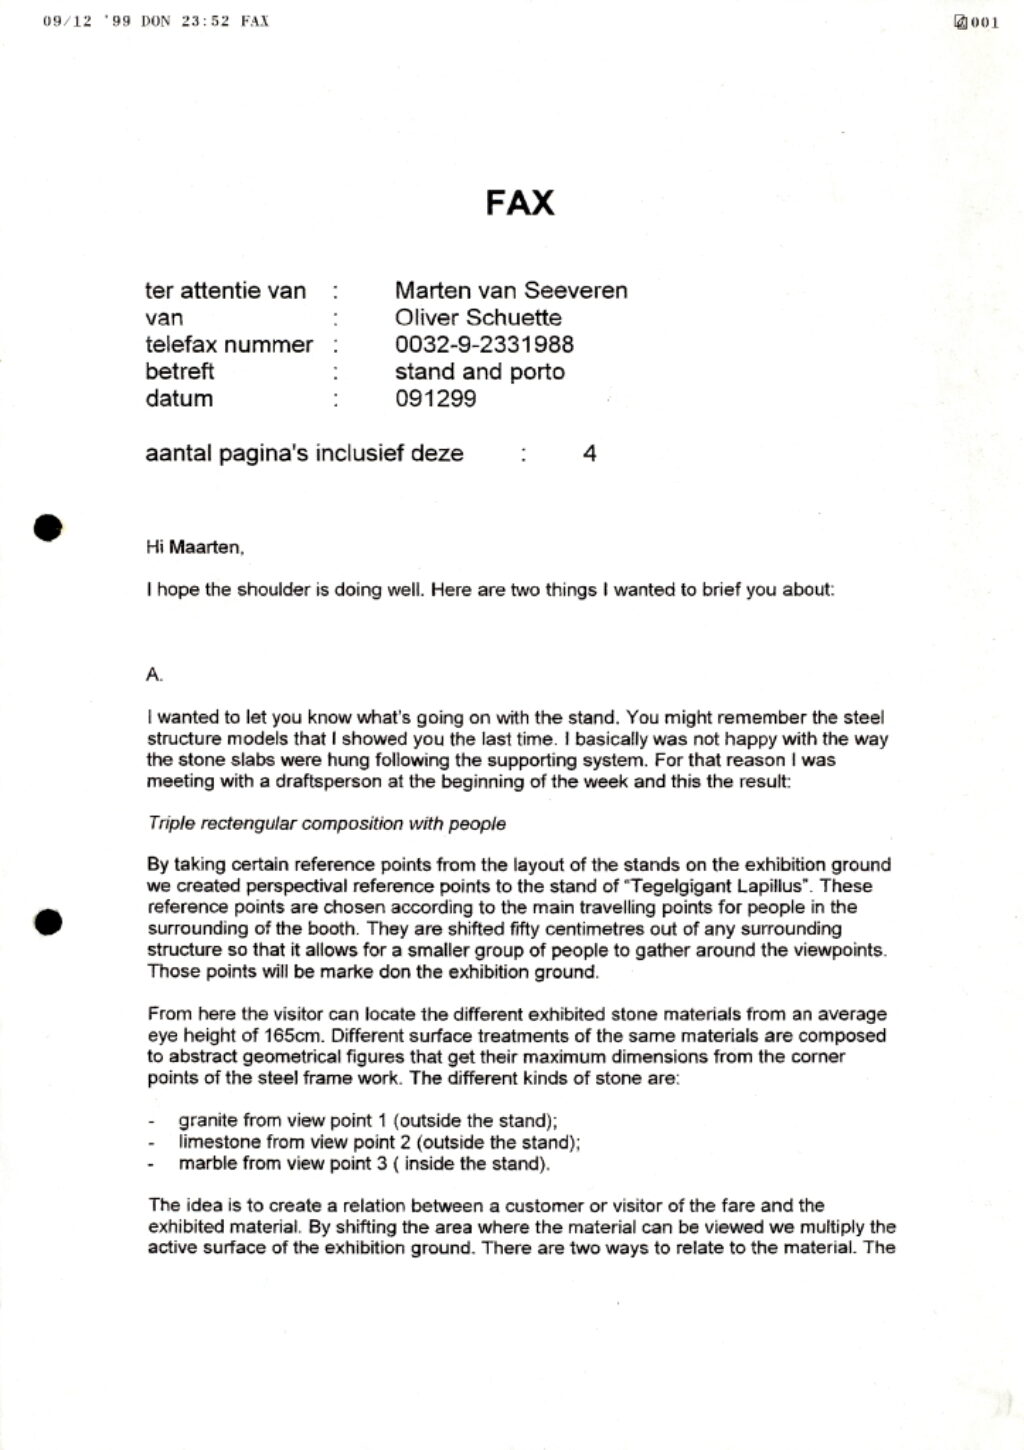 09/12 '99 DON 23:52 FAX
001
FAX
ter attentie van : Marten van Seeveren
van : Oliver Schuette
telefax nummer : 0032-9-2331988
betreft : stand and porto
datum : 091299
aantal pagina's inclusief deze : 4
Hi Maarten,
I hope the shoulder is doing well. Here are two things I wanted to brief you about:
A.
I wanted to let you know what's going on with the stand. You might remember the steel
structure models that I showed you the last time. I basically was not happy with the way
the stone slabs were hung following the supporting system. For that reason I was
meeting with a draftsperson at the beginning of the week and this the result:
Triple rectengular composition with people
By taking certain reference points from the layout of the stands on the exhibition ground
we created perspectival reference points to the stand of "Tegelgigant Lapillus". These
reference points are chosen according to the main travelling points for people in the
surrounding of the booth. They are shifted fifty centimetres out of any surrounding
structure so that it allows for a smaller group of people to gather around the viewpoints.
Those points will be marke don the exhibition ground.
From here the visitor can locate the different exhibited stone materials from an average
eye height of 165cm. Different surface treatments of the same materials are composed
to abstract geometrical figures that get their maximum dimensions from the corner
points of the steel frame work. The different kinds of stone are:
- granite from view point 1 (outside the stand);
- limestone from view point 2 (outside the stand);
- marble from view point 3 ( inside the stand).
The idea is to create a relation between a customer or visitor of the fare and the
exhibited material. By shifting the area where the material can be viewed we multiply the
active surface of the exhibition ground. There are two ways to relate to the material. The